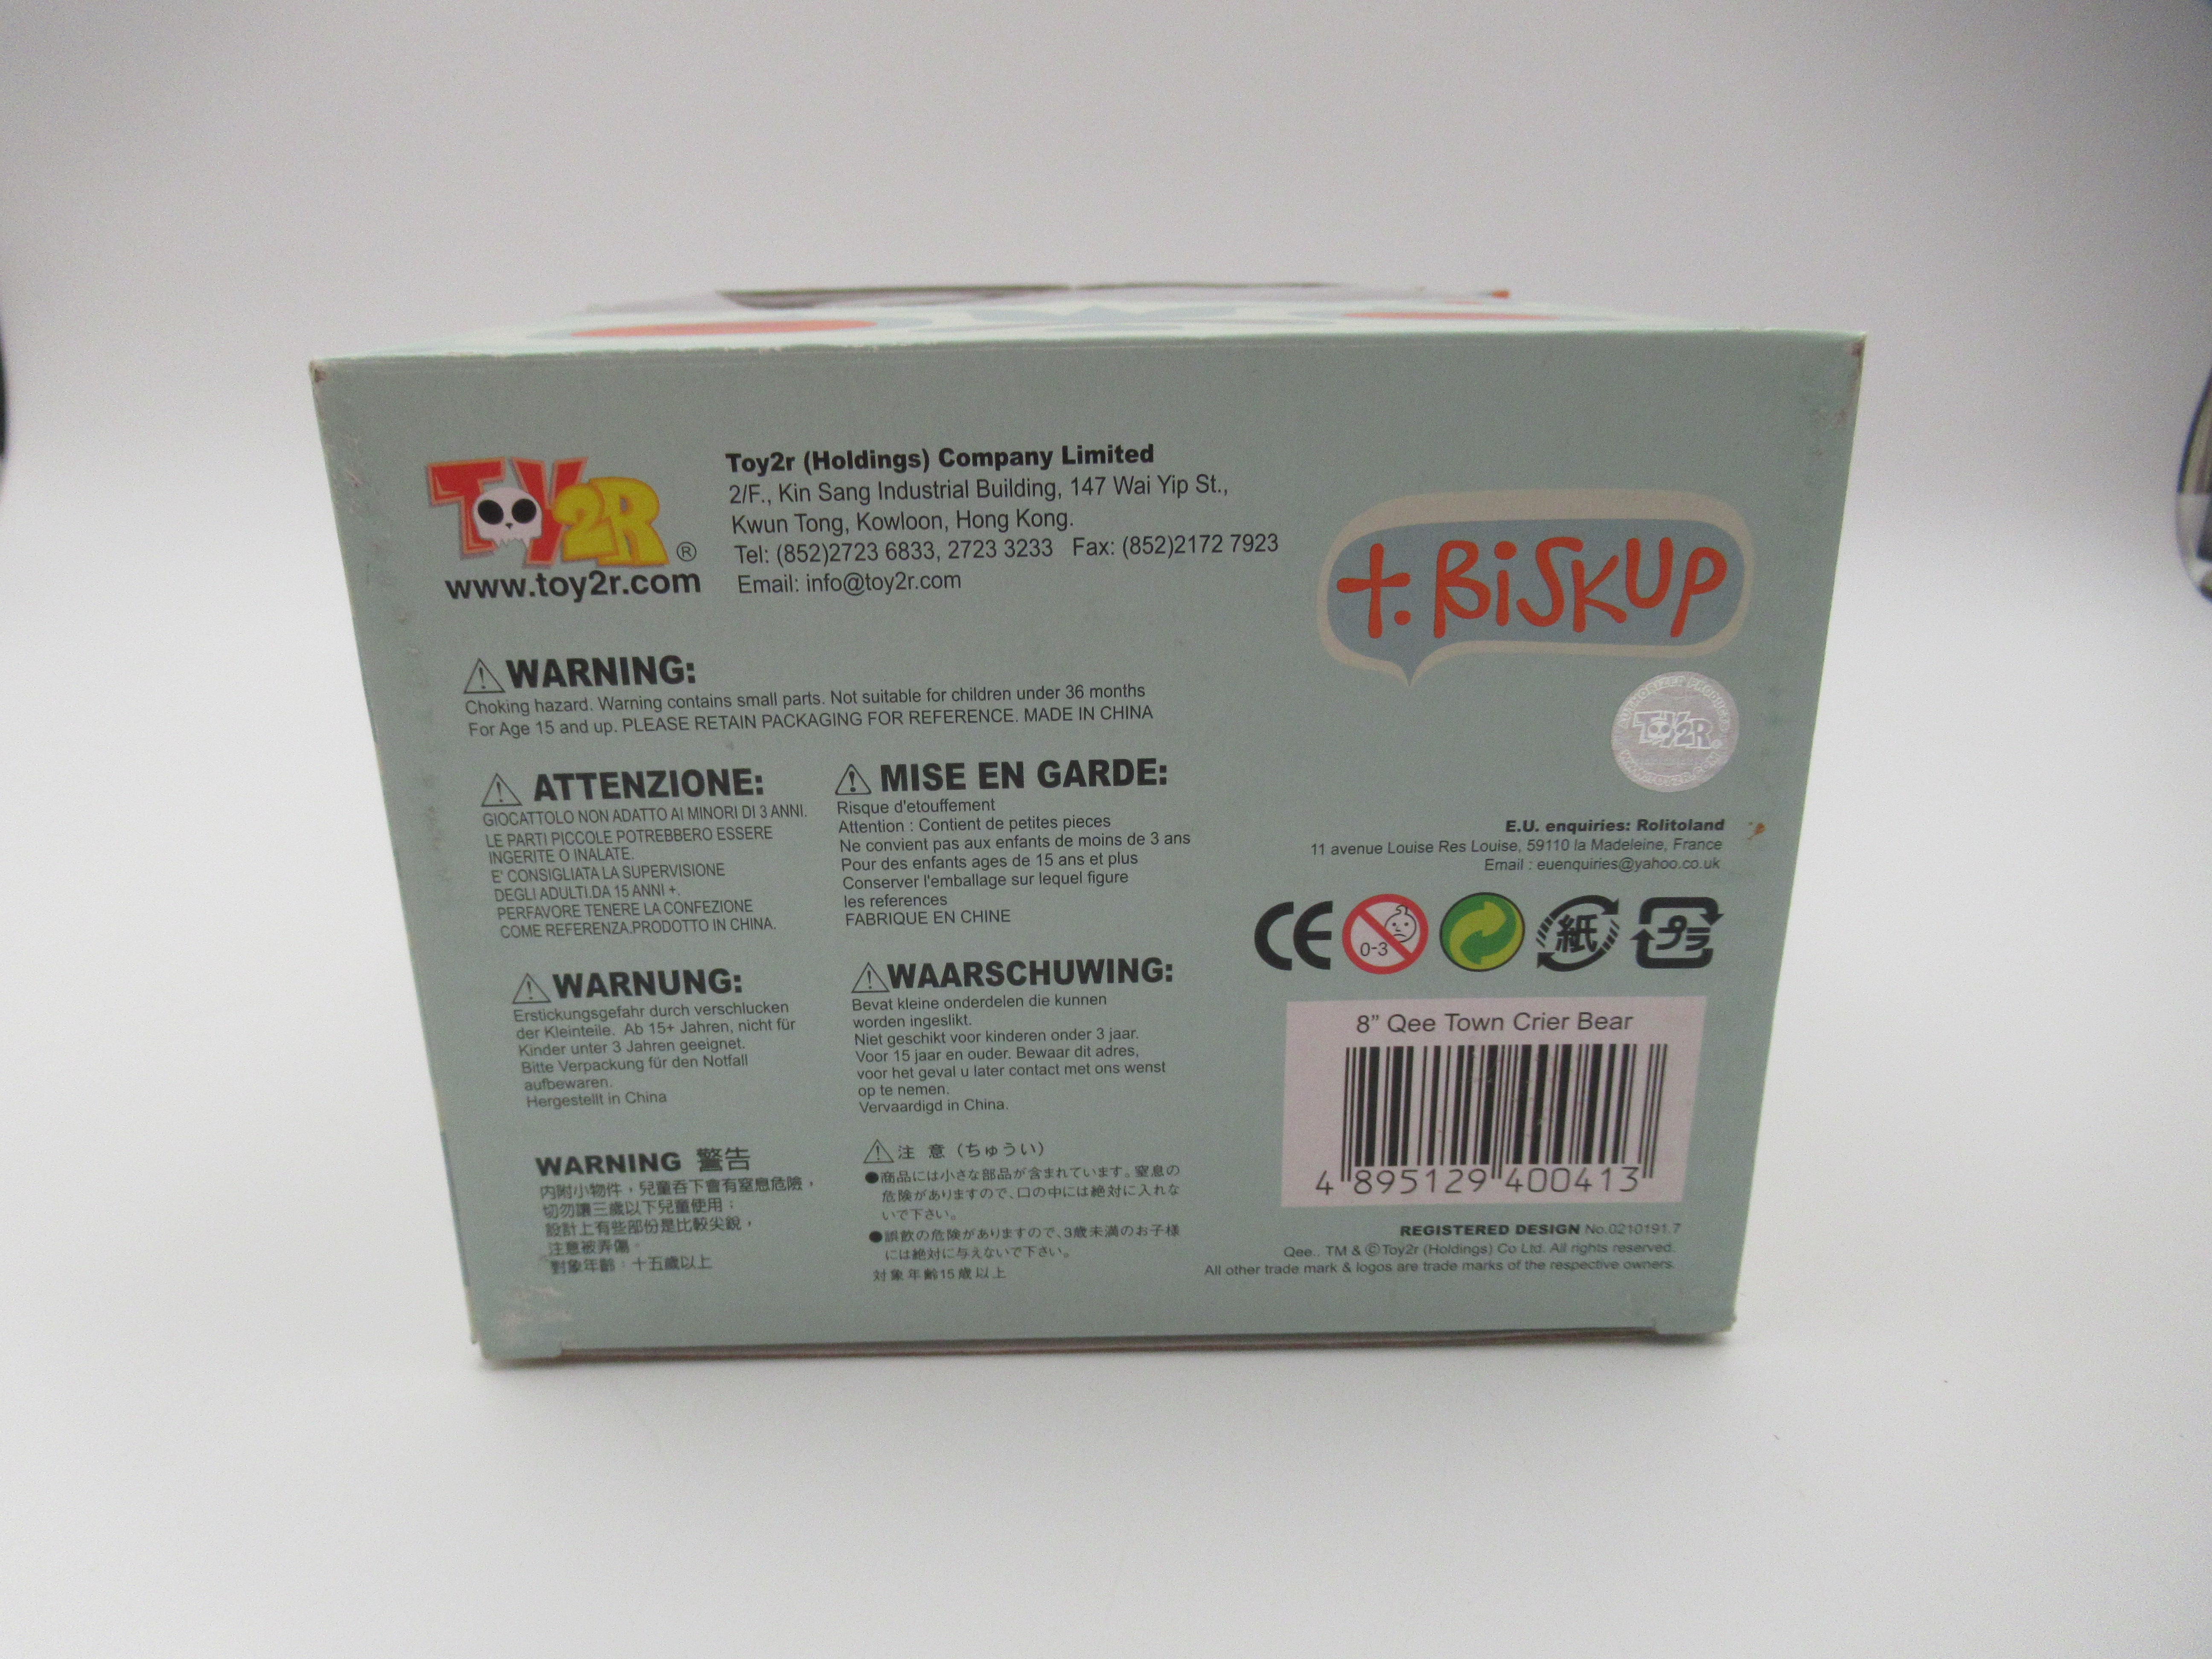 TOY2R®
www.toy2r.com
Toy2r (Holdings) Company Limited
2/F., Kin Sang Industrial Building, 147 Wai Yip St.,
Kwun Tong, Kowloon, Hong Kong.
Tel: (852)2723 6833, 2723 3233 Fax: (852)2172 7923
Email: info@toy2r.com
t. BiSKUP
WARNING:
Choking hazard. Warning contains small parts. Not suitable for children under 36 months
For Age 15 and up. PLEASE RETAIN PACKAGING FOR REFERENCE. MADE IN CHINA
ATTENZIONE:
GIOCATTOLO NON ADATTO AI MINORI DI 3 ANNI.
LE PARTI PICCOLE POTREBBERO ESSERE
INGERITE O INALATE.
E' CONSIGLIATA LA SUPERVISIONE
DEGLI ADULTI.DA 15 ANNI +.
PERFAVORE TENERE LA CONFEZIONE
COME REFERENZA.PRODOTTO IN CHINA.
MISE EN GARDE:
Risque d'etouffement
Attention : Contient de petites pieces
Ne convient pas aux enfants de moins de 3 ans
Pour des enfants ages de 15 ans et plus
Conserver l'emballage sur lequel figure
les references
FABRIQUE EN CHINE
WARNUNG:
Erstickungsgefahr durch verschlucken
der Kleinteile. Ab 15+ Jahren, nicht für
Kinder unter 3 Jahren geeignet.
Bitte Verpackung für den Notfall
aufbewaren.
Hergestellt in China
WAARSCHUWING:
Bevat kleine onderdelen die kunnen
worden ingeslikt.
Niet geschikt voor kinderen onder 3 jaar.
Voor 15 jaar en ouder. Bewaar dit adres,
voor het geval u later contact met ons wenst
op te nemen.
Vervaardigd in China.
WARNING 警告
內附小物件，兒童吞下會有窒息危險，
切勿讓三歲以下兒童使用；
設計上有些部份是比較尖銳，
注意被弄傷。
對象年齡：十五歲以上
注 意（ちゅうい）
●商品には小さな部品が含まれています。窒息の
危険がありますので、口の中には絶対に入れな
いで下さい。
●誤飲の危険がありますので、3歳未満のお子様
には絶対に与えないで下さい。
対象年齢15歳以上
AUTHORIZED PRODUCT
TOY2R
WWW.TOY2R.COM
E.U. enquiries: Rolitoland
11 avenue Louise Res Louise, 59110 la Madeleine, France
Email : euenquiries@yahoo.co.uk
CE 0-3 紙 プラ
8” Qee Town Crier Bear
4 895129 400413
REGISTERED DESIGN No.0210191.7
Qee.. TM & ©Toy2r (Holdings) Co Ltd. All rights reserved.
All other trade mark & logos are trade marks of the respective owners.